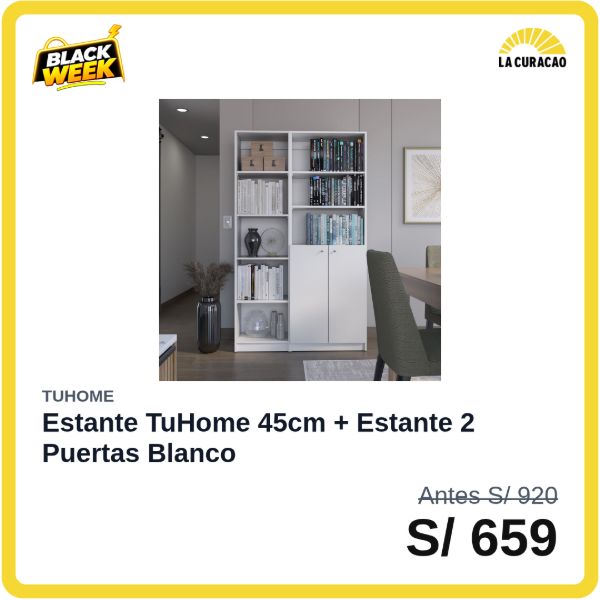 BLACK
WEEK
LA CURACAO
TUHOME
Estante TuHome 45cm + Estante 2
Puertas Blanco
Antes S/ 920
S/ 659